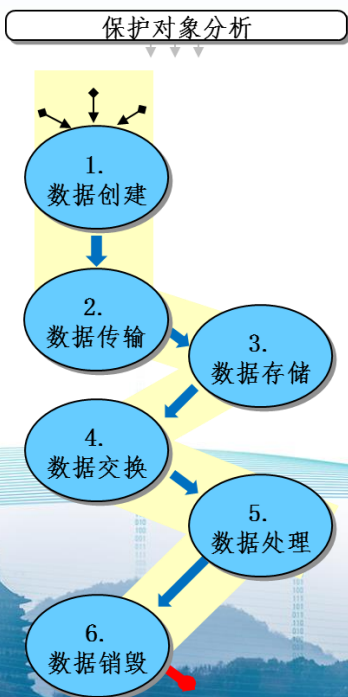 保护对象分析
1.
数据创建
2.
数据传输
3.
数据存储
4.
数据交换
5.
数据处理
6.
数据销毁